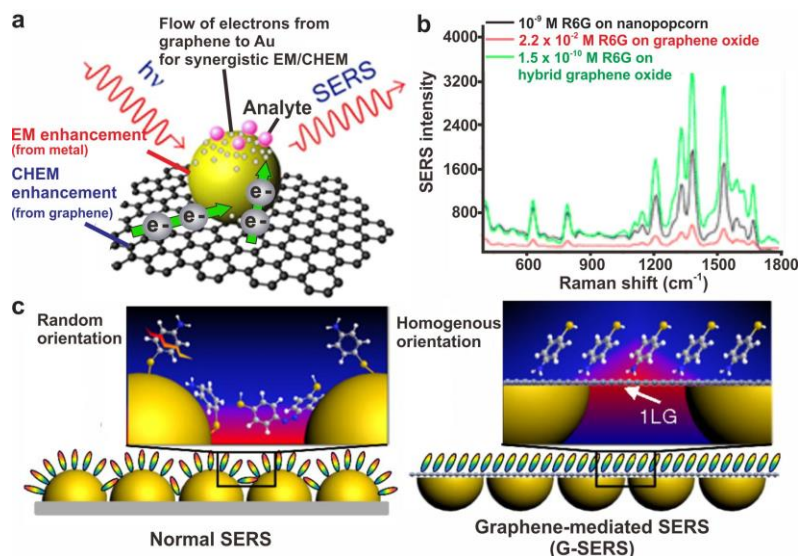 a
Flow of electrons from
graphene to Au
for synergistic EM/CHEM
hν
Analyte
SERS
EM enhancement
(from metal)
CHEM
enhancement
(from graphene)
e-
e-
e-
e-
b
10⁻⁹ M R6G on nanopopcorn
2.2 x 10⁻² M R6G on graphene oxide
1.5 x 10⁻¹⁰ M R6G on
hybrid graphene oxide
SERS intensity
4000
3200
2400
1600
800
600 900 1200 1500 1800
Raman shift (cm⁻¹)
c
Random
orientation
Homogenous
orientation
1LG
Normal SERS
Graphene-mediated SERS
(G-SERS)